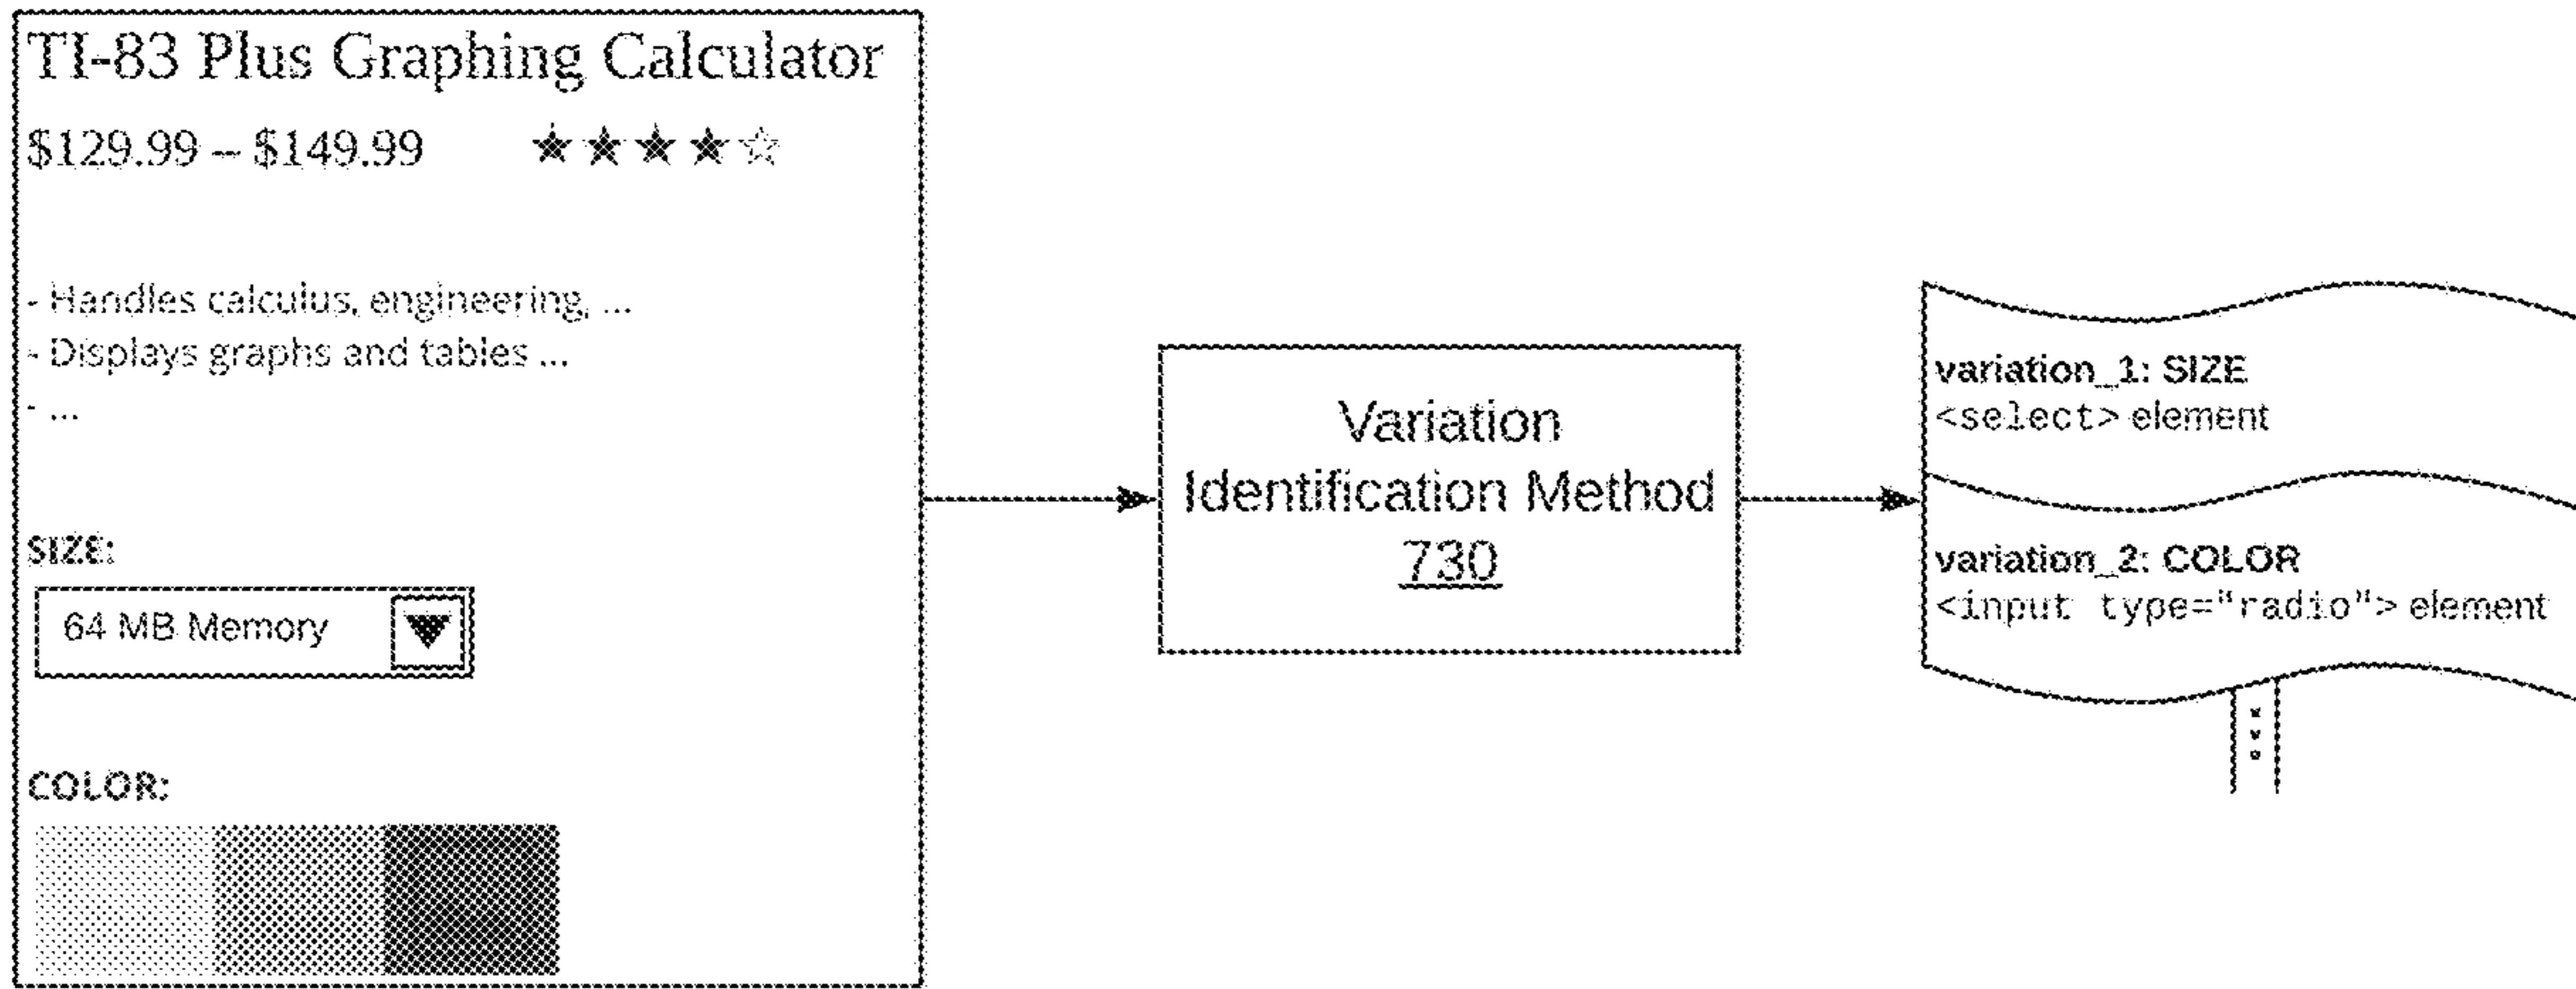 TI-83 Plus Graphing Calculator
$129.99 – $149.99 ★★★★☆
- Handles calculus, engineering, ...
- Displays graphs and tables ...
- ...
SIZE:
64 MB Memory
COLOR:
Variation
Identification Method
730
variation_1: SIZE
<select> element
variation_2: COLOR
<input type="radio"> element